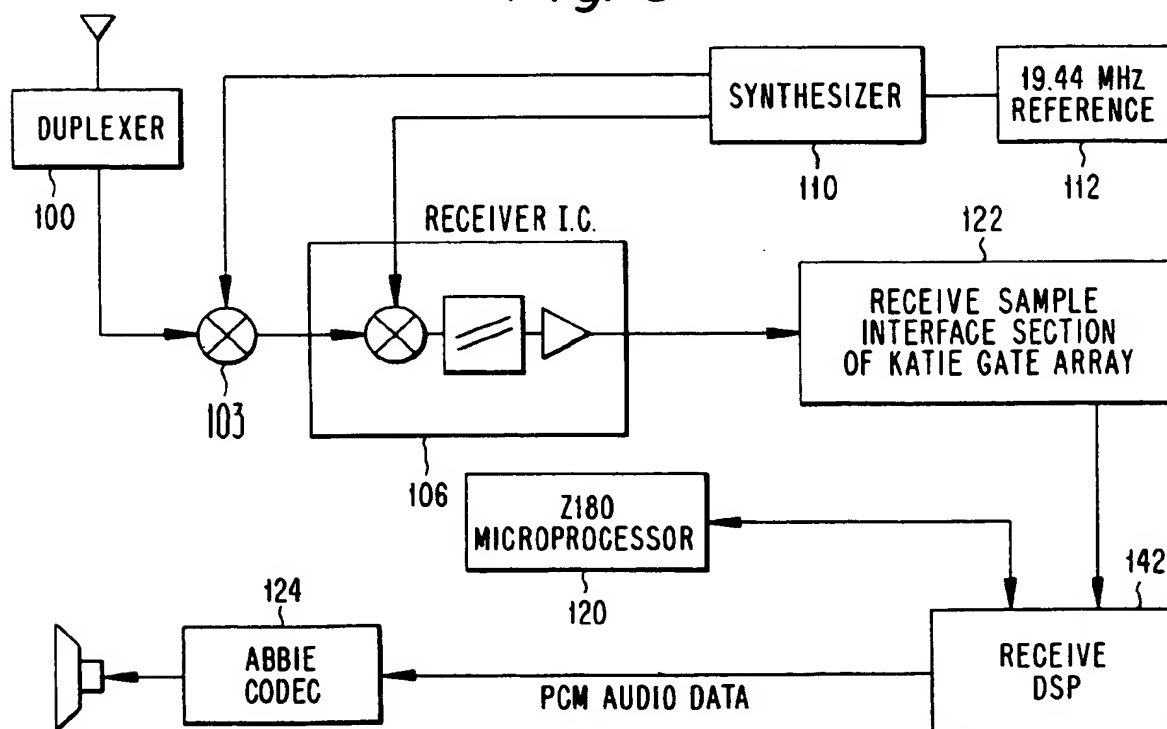 DUPLEXER
100
SYNTHESIZER
110
19.44 MHz
REFERENCE
112
RECEIVER I.C.
103
106
122
RECEIVE SAMPLE
INTERFACE SECTION
OF KATIE GATE ARRAY
Z180
MICROPROCESSOR
120
142
RECEIVE
DSP
124
ABBIE
CODEC
PCM AUDIO DATA